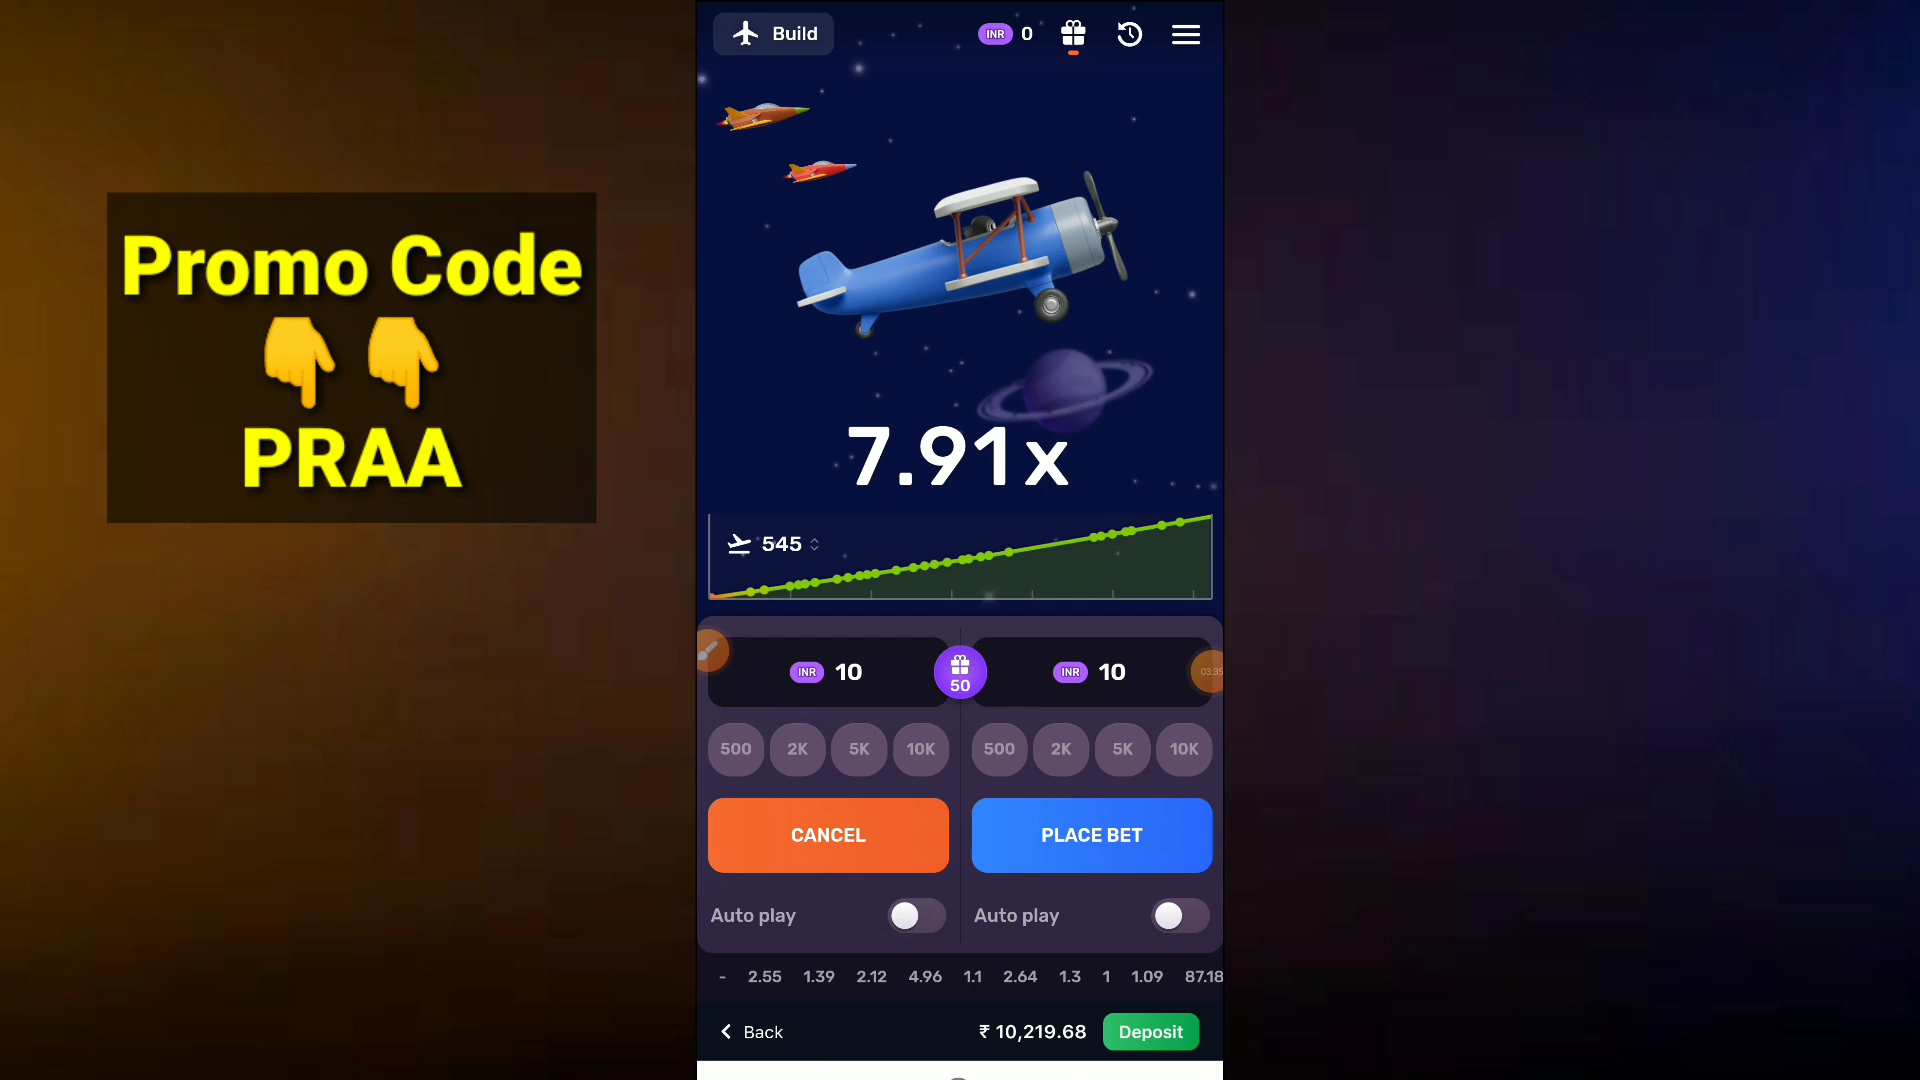 Promo Code
👇👇
PRAA
Build
INR 0
7.91x
545
INR 10
50
INR 10
03:35
500 2K 5K 10K
500 2K 5K 10K
CANCEL
PLACE BET
Auto play
Auto play
- 2.55 1.39 2.12 4.96 1.1 2.64 1.3 1 1.09 87.18
Back
₹ 10,219.68
Deposit